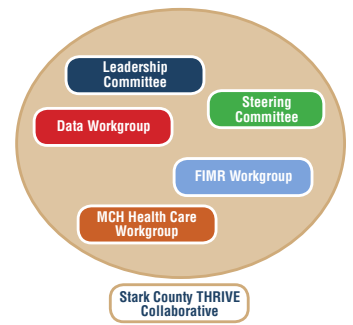 Leadership
Committee
Steering
Committee
Data Workgroup
FIMR Workgroup
MCH Health Care
Workgroup
Stark County THRIVE
Collaborative